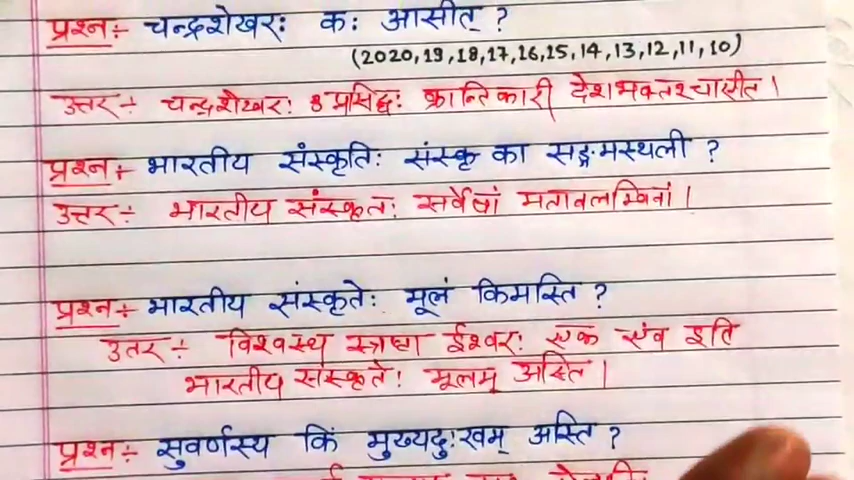 प्रश्न÷ चन्द्रशेखरः कः आसीत् ?
(2020,19,18,17,16,15,14,13,12,11,10)
उत्तर ÷ चन्द्रशेखरः प्रसिद्धः क्रान्तिकारी देशभक्तश्चासीत ।
प्रश्न÷ भारतीय संस्कृतिः संस्कृ का सङ्गमस्थली ?
उत्तर ÷ भारतीय संस्कृतः सर्वेषां मतावलम्विनां ।
प्रश्न÷ भारतीय संस्कृतेः मूलं किमस्ति ?
उतर ÷ विश्वस्य स्त्राष्टा ईश्वरः एक एव इति
भारतीय संस्कृतेः मूलमृ अस्ति ।
प्रश्न÷ सुवर्णस्य किं मुख्यदुःखम् अस्ति ?